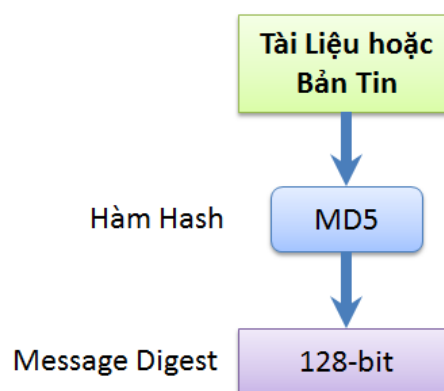 Tài Liệu hoặc
Bản Tin
Hàm Hash
MD5
Message Digest
128-bit